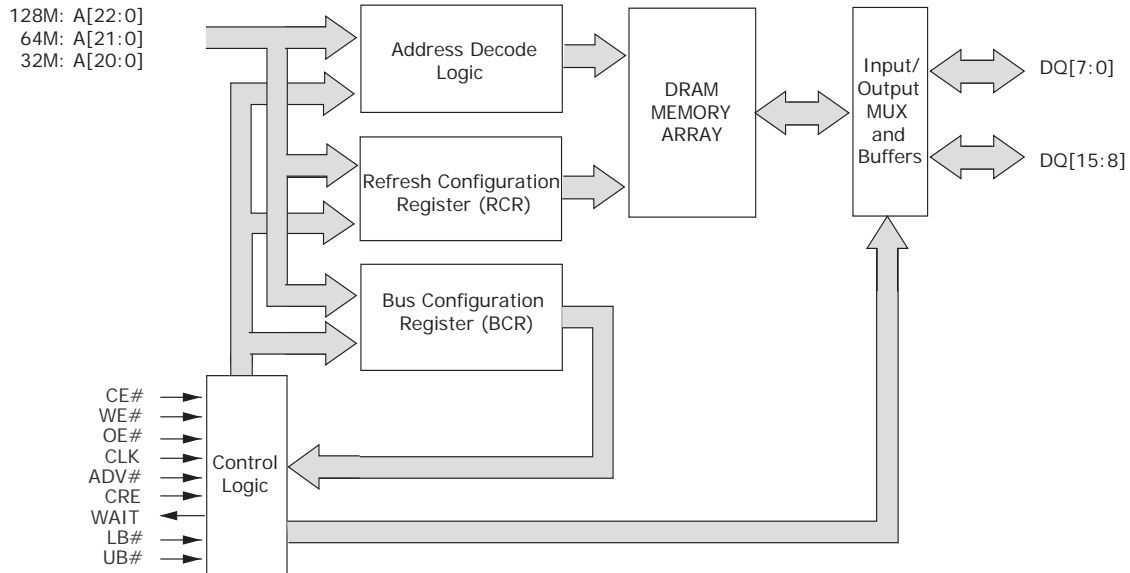 128M: A[22:0]
64M: A[21:0]
32M: A[20:0]
Address Decode
Logic
DRAM
MEMORY
ARRAY
Input/
Output
MUX
and
Buffers
DQ[7:0]
DQ[15:8]
Refresh Configuration
Register (RCR)
Bus Configuration
Register (BCR)
CE#
WE#
OE#
CLK
ADV#
CRE
WAIT
LB#
UB#
Control
Logic